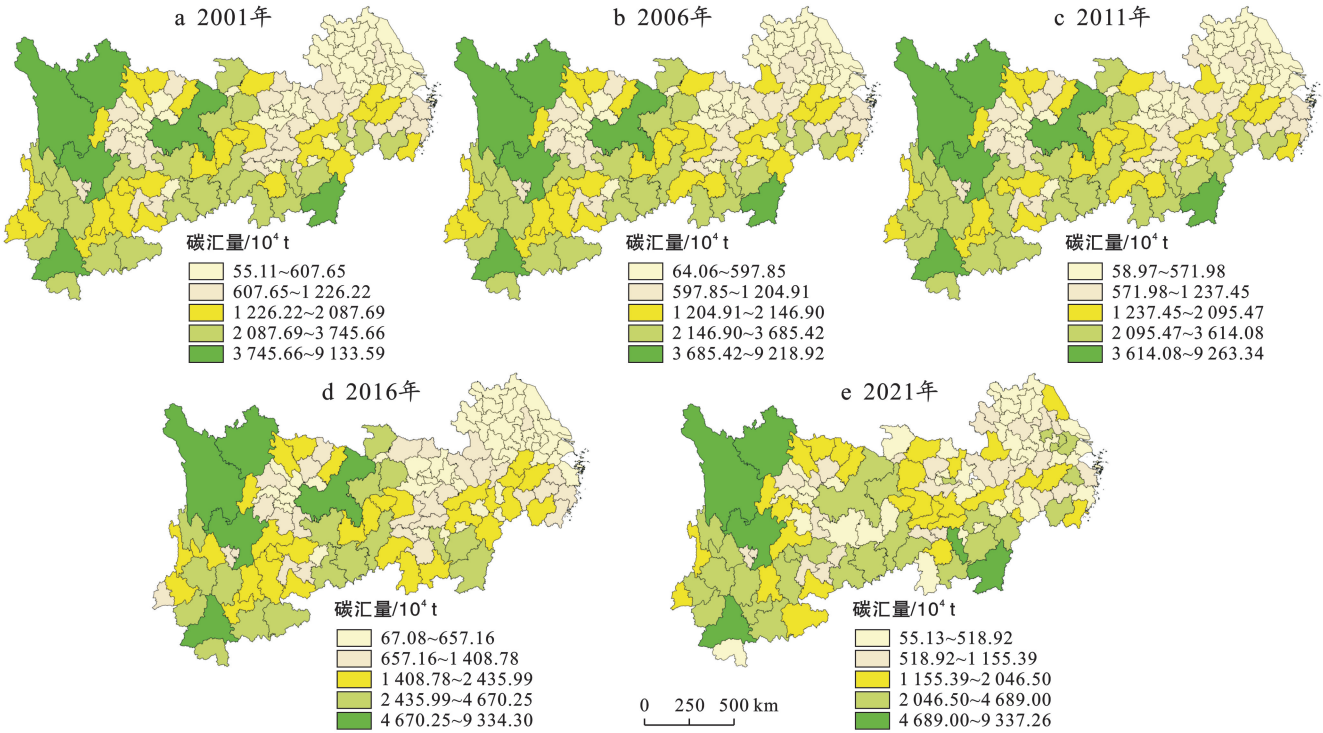 a 2001年
碳汇量/10⁴ t
55.11~607.65
607.65~1 226.22
1 226.22~2 087.69
2 087.69~3 745.66
3 745.66~9 133.59
b 2006年
碳汇量/10⁴ t
64.06~597.85
597.85~1 204.91
1 204.91~2 146.90
2 146.90~3 685.42
3 685.42~9 218.92
c 2011年
碳汇量/10⁴ t
58.97~571.98
571.98~1 237.45
1 237.45~2 095.47
2 095.47~3 614.08
3 614.08~9 263.34
d 2016年
碳汇量/10⁴ t
67.08~657.16
657.16~1 408.78
1 408.78~2 435.99
2 435.99~4 670.25
4 670.25~9 334.30
e 2021年
碳汇量/10⁴ t
55.13~518.92
518.92~1 155.39
1 155.39~2 046.50
2 046.50~4 689.00
4 689.00~9 337.26
0 250 500 km